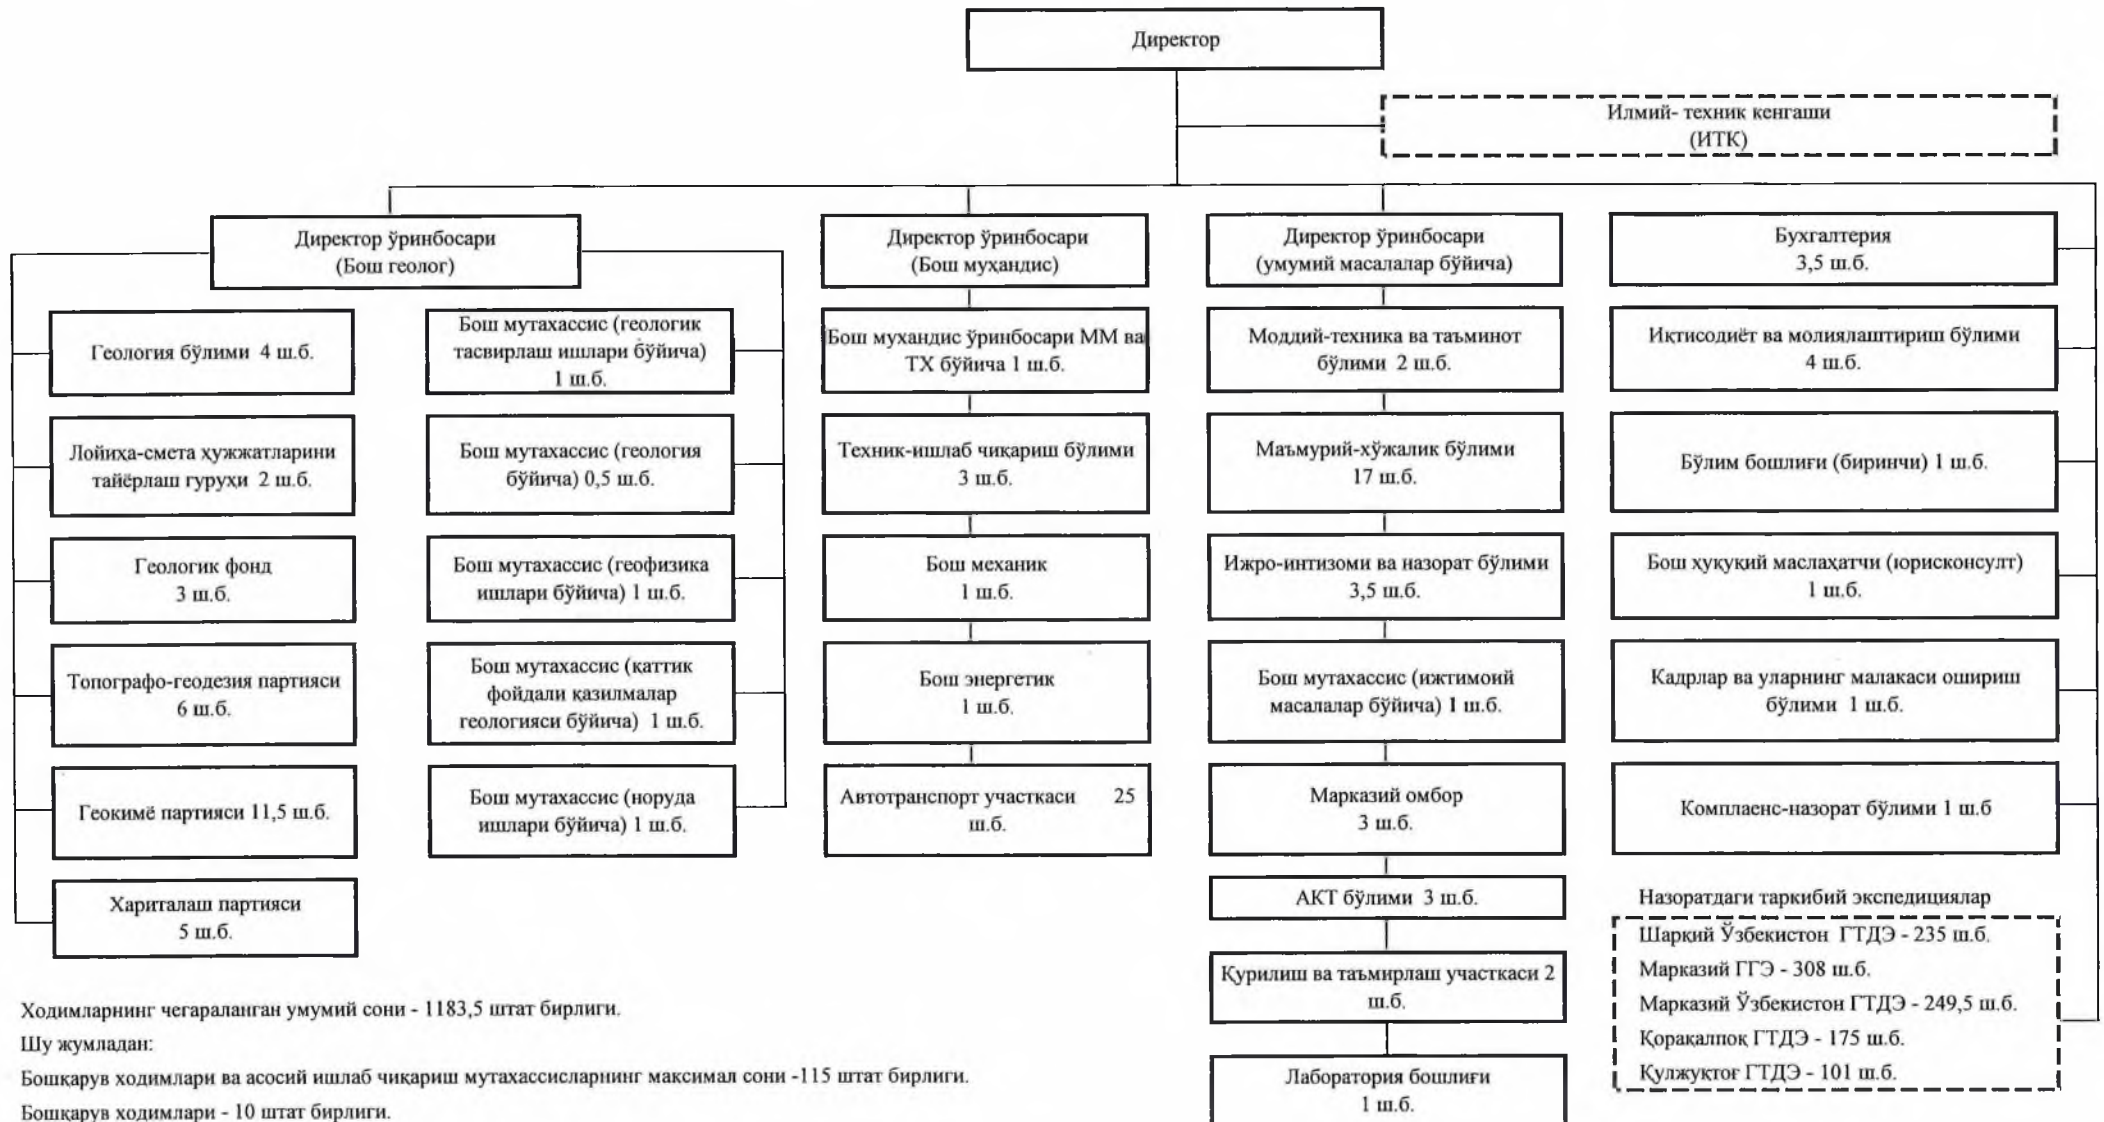 Директор
Илмий- техник кенгаши
(ИТК)
Директор ўринбосари
(Бош геолог)
Геология бўлими 4 ш.б.
Лойиҳа-смета ҳужжатларини
тайёрлаш гуруҳи 2 ш.б.
Геологик фонд
3 ш.б.
Топографо-геодезия партияси
6 ш.б.
Геокимё партияси 11,5 ш.б.
Хариталаш партияси
5 ш.б.
Бош мутахассис (геологик
тасвирлаш ишлари бўйича)
1 ш.б.
Бош мутахассис (геология
бўйича) 0,5 ш.б.
Бош мутахассис (геофизика
ишлари бўйича) 1 ш.б.
Бош мутахассис (қаттик
фойдали қазилмалар
геологияси бўйича) 1 ш.б.
Бош мутахассис (норуда
ишлари бўйича) 1 ш.б.
Директор ўринбосари
(Бош муҳандис)
Бош мухандис ўринбосари ММ ва
ТХ бўйича 1 ш.б.
Техник-ишлаб чиқариш бўлими
3 ш.б.
Бош механик
1 ш.б.
Бош энергетик
1 ш.б.
Автотранспорт участкаси 25
ш.б.
Директор ўринбосари
(умумий масалалар бўйича)
Моддий-техника ва таъминот
бўлими 2 ш.б.
Маъмурий-хўжалик бўлими
17 ш.б.
Ижро-интизоми ва назорат бўлими
3,5 ш.б.
Бош мутахассис (ижтимоий
масалалар бўйича) 1 ш.б.
Марказий омбор
3 ш.б.
АКТ бўлими 3 ш.б.
Қурилиш ва таъмирлаш участкаси 2
ш.б.
Лаборатория бошлиғи
1 ш.б.
Бухгалтерия
3,5 ш.б.
Иқтисодиёт ва молиялаштириш бўлими
4 ш.б.
Бўлим бошлиғи (биринчи) 1 ш.б.
Бош ҳуқуқий маслаҳатчи (юрисконсулт)
1 ш.б.
Кадрлар ва уларнинг малакаси ошириш
бўлими 1 ш.б.
Комплаенс-назорат бўлими 1 ш.б
Назоратдаги таркибий экспедициялар
Шарқий Ўзбекистон ГТДЭ - 235 ш.б.
Марказий ГГЭ - 308 ш.б.
Марказий Ўзбекистон ГТДЭ - 249,5 ш.б.
Қорақалпоқ ГТДЭ - 175 ш.б.
Қулжуктоғ ГТДЭ - 101 ш.б.
Ходимларнинг чегараланган умумий сони - 1183,5 штат бирлиги.
Шу жумладан:
Бошқарув ходимлари ва асосий ишлаб чиқариш мутахассисларнинг максимал сони -115 штат бирлиги.
Бошқарув ходимлари - 10 штат бирлиги.